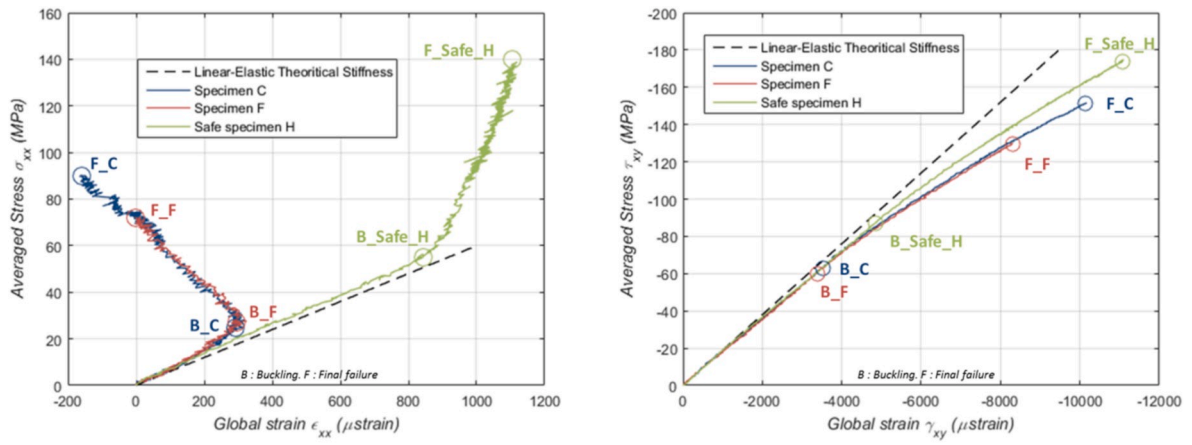 160
140
120
100
80
60
40
20
0
-200
0
200
400
600
800
1000
1200
Averaged Stress σxx (MPa)
Global strain ϵxx (μstrain)
Linear-Elastic Theoritical Stiffness
Specimen C
Specimen F
Safe specimen H
F_Safe_H
F_C
F_F
B_Safe_H
B_F
B_C
B : Buckling. F : Final failure
-200
-180
-160
-140
-120
-100
-80
-60
-40
-20
0
0
-2000
-4000
-6000
-8000
-10000
-12000
Averaged Stress τxy (MPa)
Global strain γxy (μstrain)
Linear-Elastic Theoritical Stiffness
Specimen C
Specimen F
Safe specimen H
F_Safe_H
F_C
F_F
B_Safe_H
B_C
B_F
B : Buckling. F : Final failure